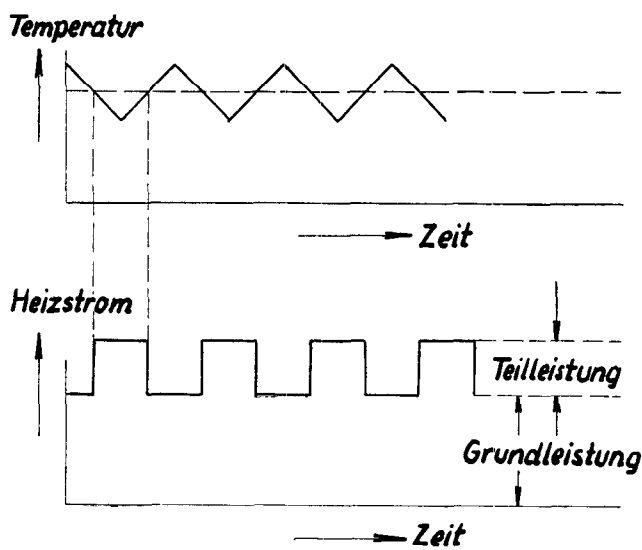 Temperatur
Zeit
Heizstrom
Teilleistung
Grundleistung
Zeit